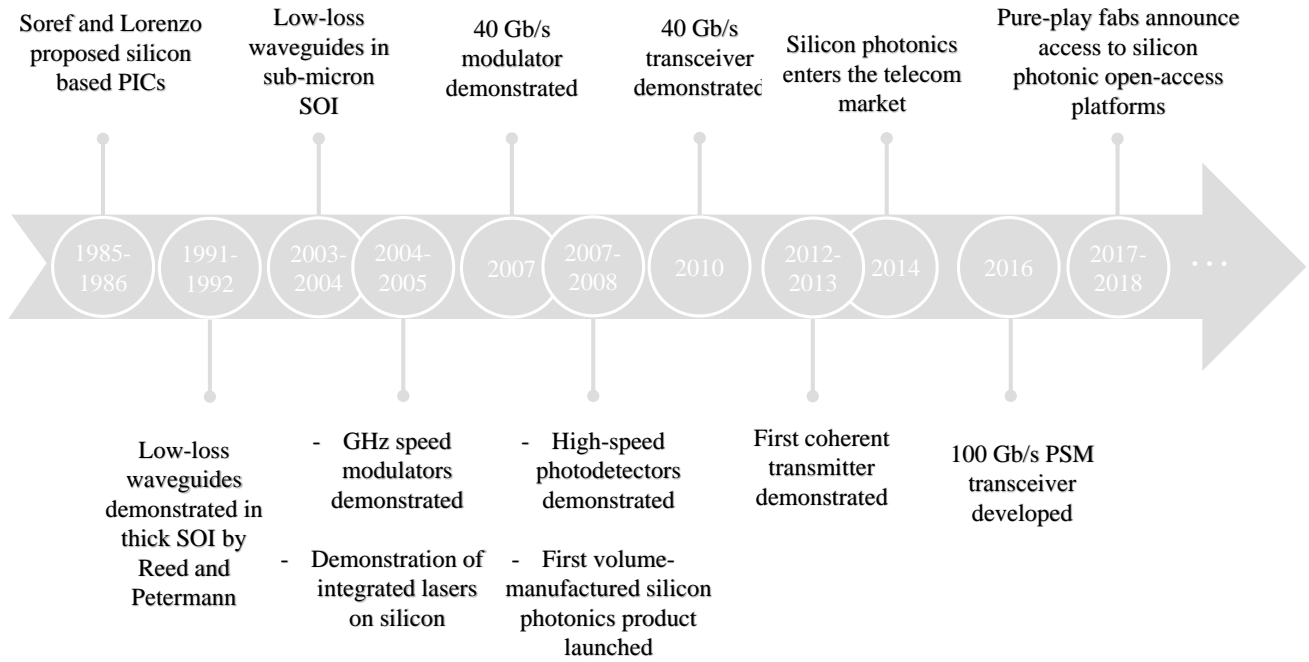 Soref and Lorenzo
proposed silicon
based PICs
Low-loss
waveguides in
sub-micron
SOI
40 Gb/s
modulator
demonstrated
40 Gb/s
transceiver
demonstrated
Silicon photonics
enters the telecom
market
Pure-play fabs announce
access to silicon
photonic open-access
platforms
1985-
1986
1991-
1992
2003-
2004
2004-
2005
2007
2007-
2008
2010
2012-
2013
2014
2016
2017-
2018
...
Low-loss
waveguides
demonstrated in
thick SOI by
Reed and
Petermann
- GHz speed
modulators
demonstrated
- Demonstration of
integrated lasers
on silicon
- High-speed
photodetectors
demonstrated
- First volume-
manufactured silicon
photonics product
launched
First coherent
transmitter
demonstrated
100 Gb/s PSM
transceiver
developed